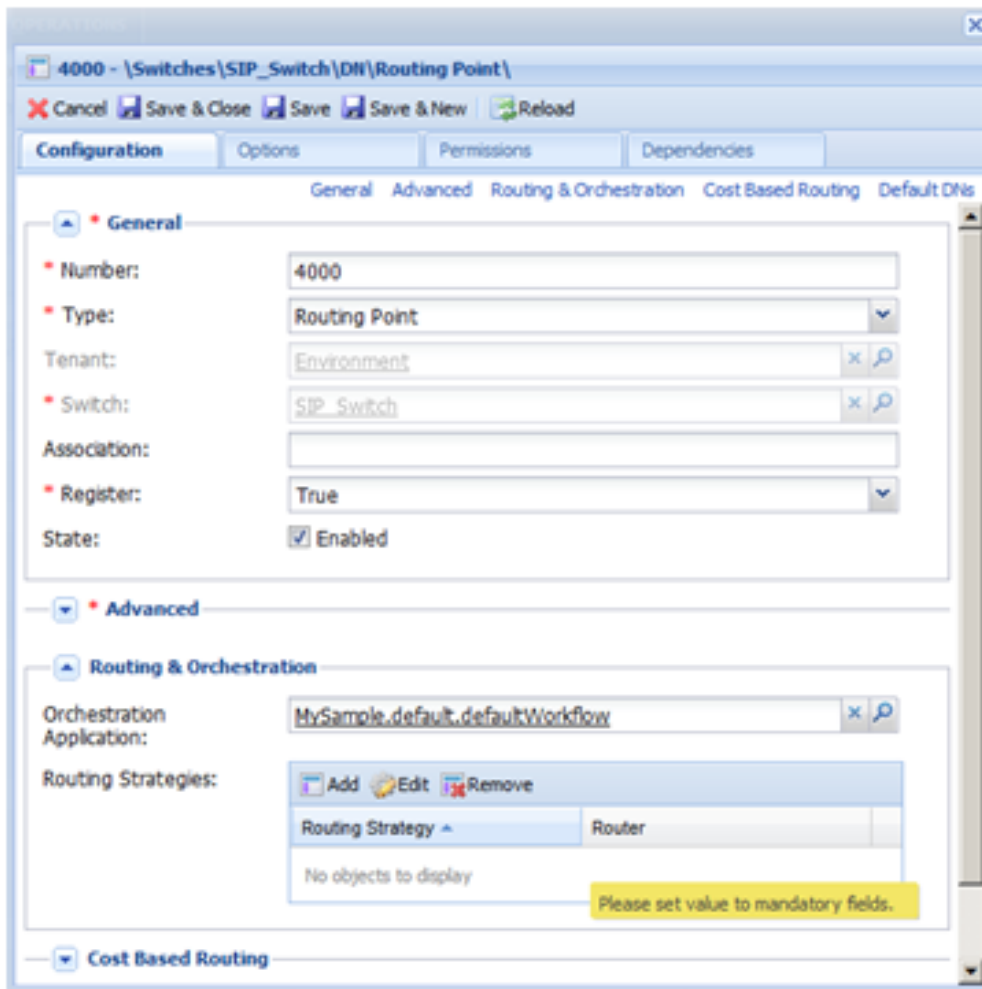 4000 - \Switches\SIP_Switch\DN\Routing Point\
Cancel Save & Close Save Save & New Reload
Configuration Options Permissions Dependencies
General Advanced Routing & Orchestration Cost Based Routing Default DNs
* General
* Number: 4000
* Type: Routing Point
Tenant: Environment
* Switch: SIP_Switch
Association:
* Register: True
State: Enabled
* Advanced
Routing & Orchestration
Orchestration
Application: MySample.default.defaultWorkflow
Routing Strategies: Add Edit Remove
Routing Strategy Router
No objects to display
Please set value to mandatory fields.
Cost Based Routing